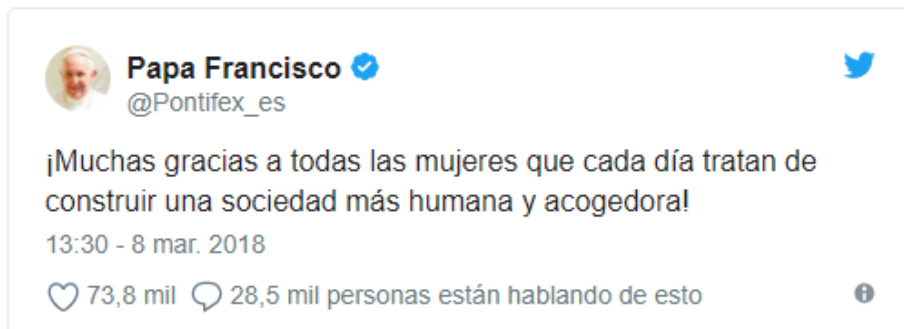 Papa Francisco
@Pontifex_es
¡Muchas gracias a todas las mujeres que cada día tratan de
construir una sociedad más humana y acogedora!
13:30 - 8 mar. 2018
73,8 mil 28,5 mil personas están hablando de esto